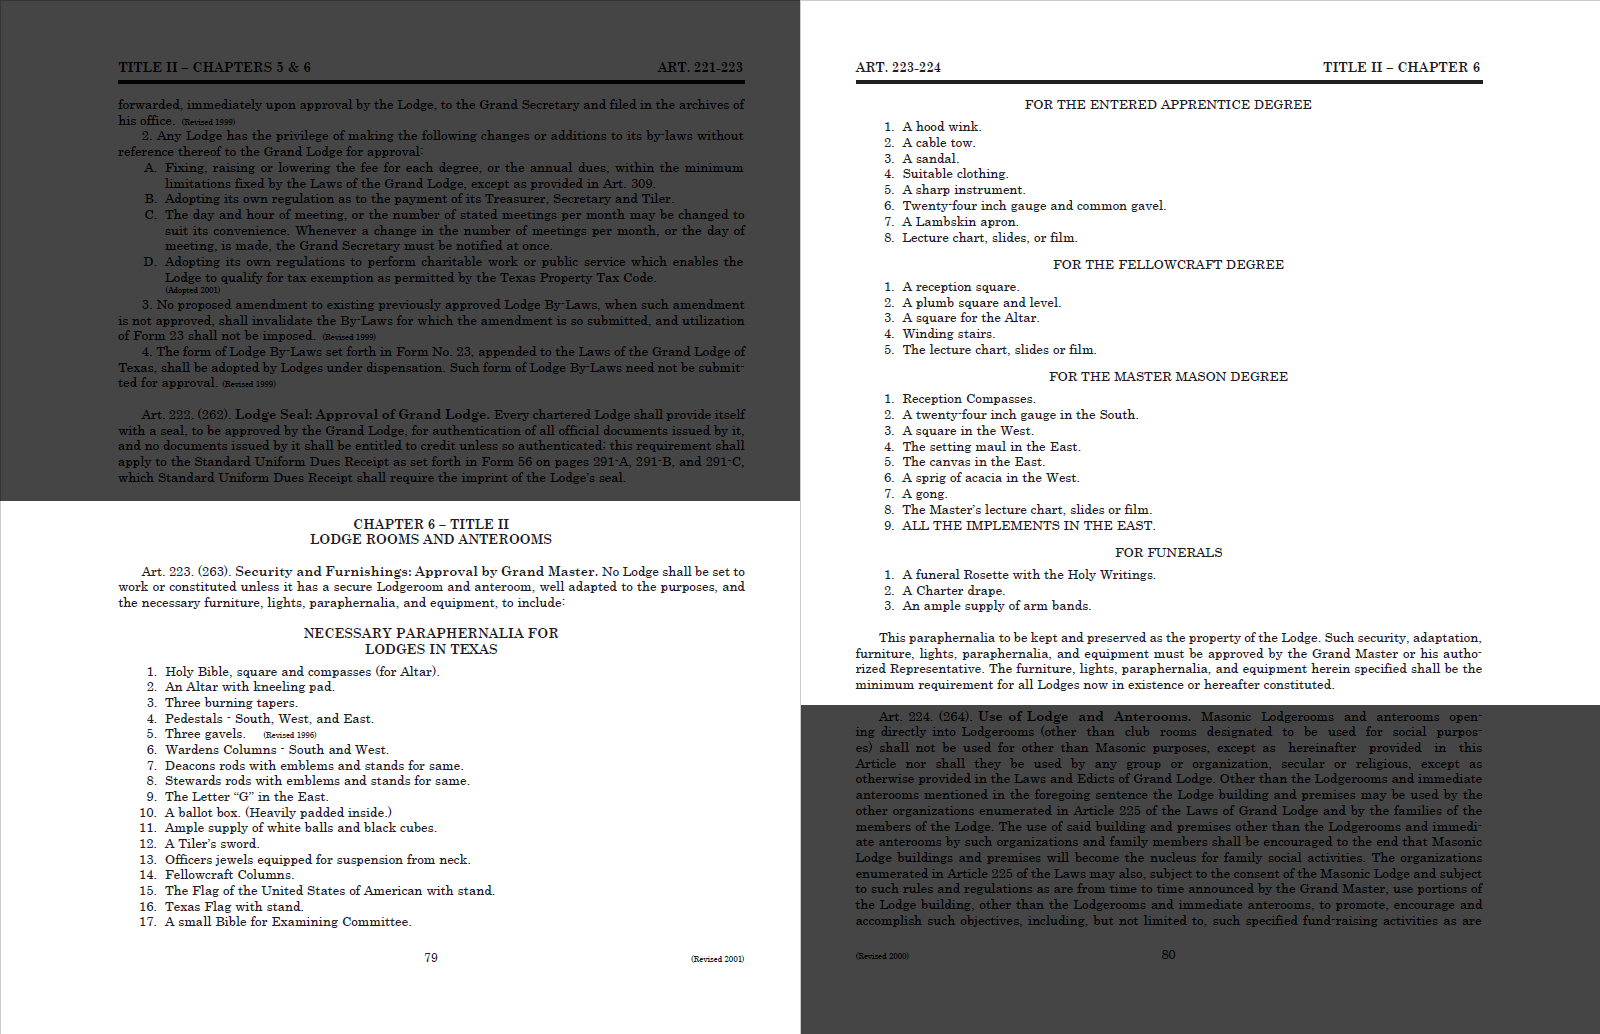 TITLE II – CHAPTERS 5 & 6 ART. 221-223
forwarded, immediately upon approval by the Lodge, to the Grand Secretary and filed in the archives of
his office. (Revised 1999)
2. Any Lodge has the privilege of making the following changes or additions to its by-laws without
reference thereof to the Grand Lodge for approval:
A. Fixing, raising or lowering the fee for each degree, or the annual dues, within the minimum
limitations fixed by the Laws of the Grand Lodge, except as provided in Art. 309.
B. Adopting its own regulation as to the payment of its Treasurer, Secretary and Tiler.
C. The day and hour of meeting, or the number of stated meetings per month may be changed to
suit its convenience. Whenever a change in the number of meetings per month, or the day of
meeting, is made, the Grand Secretary must be notified at once.
D. Adopting its own regulations to perform charitable work or public service which enables the
Lodge to qualify for tax exemption as permitted by the Texas Property Tax Code.
(Adopted 2001)
3. No proposed amendment to existing previously approved Lodge By-Laws, when such amendment
is not approved, shall invalidate the By-Laws for which the amendment is so submitted, and utilization
of Form 23 shall not be imposed. (Revised 1999)
4. The form of Lodge By-Laws set forth in Form No. 23, appended to the Laws of the Grand Lodge of
Texas, shall be adopted by Lodges under dispensation. Such form of Lodge By-Laws need not be submit-
ted for approval. (Revised 1999)
Art. 222. (262). Lodge Seal: Approval of Grand Lodge. Every chartered Lodge shall provide itself
with a seal, to be approved by the Grand Lodge, for authentication of all official documents issued by it,
and no documents issued by it shall be entitled to credit unless so authenticated; this requirement shall
apply to the Standard Uniform Dues Receipt as set forth in Form 56 on pages 291-A, 291-B, and 291-C,
which Standard Uniform Dues Receipt shall require the imprint of the Lodge's seal.
CHAPTER 6 – TITLE II
LODGE ROOMS AND ANTEROOMS
Art. 223. (263). Security and Furnishings: Approval by Grand Master. No Lodge shall be set to
work or constituted unless it has a secure Lodgeroom and anteroom, well adapted to the purposes, and
the necessary furniture, lights, paraphernalia, and equipment, to include:
NECESSARY PARAPHERNALIA FOR
LODGES IN TEXAS
1. Holy Bible, square and compasses (for Altar).
2. An Altar with kneeling pad.
3. Three burning tapers.
4. Pedestals - South, West, and East.
5. Three gavels. (Revised 1996)
6. Wardens Columns - South and West.
7. Deacons rods with emblems and stands for same.
8. Stewards rods with emblems and stands for same.
9. The Letter “G” in the East.
10. A ballot box. (Heavily padded inside.)
11. Ample supply of white balls and black cubes.
12. A Tiler's sword.
13. Officers jewels equipped for suspension from neck.
14. Fellowcraft Columns.
15. The Flag of the United States of American with stand.
16. Texas Flag with stand.
17. A small Bible for Examining Committee.
79 (Revised 2001)
ART. 223-224 TITLE II – CHAPTER 6
FOR THE ENTERED APPRENTICE DEGREE
1. A hood wink.
2. A cable tow.
3. A sandal.
4. Suitable clothing.
5. A sharp instrument.
6. Twenty-four inch gauge and common gavel.
7. A Lambskin apron.
8. Lecture chart, slides, or film.
FOR THE FELLOWCRAFT DEGREE
1. A reception square.
2. A plumb square and level.
3. A square for the Altar.
4. Winding stairs.
5. The lecture chart, slides or film.
FOR THE MASTER MASON DEGREE
1. Reception Compasses.
2. A twenty-four inch gauge in the South.
3. A square in the West.
4. The setting maul in the East.
5. The canvas in the East.
6. A sprig of acacia in the West.
7. A gong.
8. The Master's lecture chart, slides or film.
9. ALL THE IMPLEMENTS IN THE EAST.
FOR FUNERALS
1. A funeral Rosette with the Holy Writings.
2. A Charter drape.
3. An ample supply of arm bands.
This paraphernalia to be kept and preserved as the property of the Lodge. Such security, adaptation,
furniture, lights, paraphernalia, and equipment must be approved by the Grand Master or his autho-
rized Representative. The furniture, lights, paraphernalia, and equipment herein specified shall be the
minimum requirement for all Lodges now in existence or hereafter constituted.
Art. 224. (264). Use of Lodge and Anterooms. Masonic Lodgerooms and anterooms open-
ing directly into Lodgerooms (other than club rooms designated to be used for social purpos-
es) shall not be used for other than Masonic purposes, except as hereinafter provided in this
Article nor shall they be used by any group or organization, secular or religious, except as
otherwise provided in the Laws and Edicts of Grand Lodge. Other than the Lodgerooms and immediate
anterooms mentioned in the foregoing sentence the Lodge building and premises may be used by the
other organizations enumerated in Article 225 of the Laws of Grand Lodge and by the families of the
members of the Lodge. The use of said building and premises other than the Lodgerooms and immedi-
ate anterooms by such organizations and family members shall be encouraged to the end that Masonic
Lodge buildings and premises will become the nucleus for family social activities. The organizations
enumerated in Article 225 of the Laws may also, subject to the consent of the Masonic Lodge and subject
to such rules and regulations as are from time to time announced by the Grand Master, use portions of
the Lodge building, other than the Lodgerooms and immediate anterooms, to promote, encourage and
accomplish such objectives, including, but not limited to, such specified fund-raising activities as are
(Revised 2000) 80